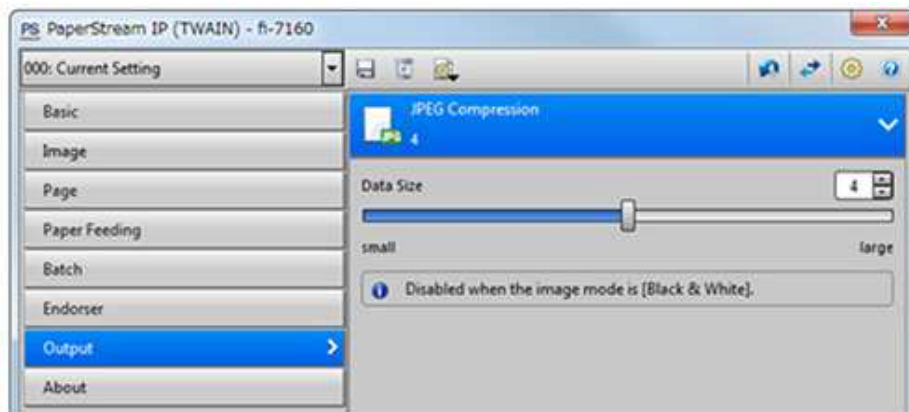 PS PaperStream IP (TWAIN) - fi-7160
000: Current Setting
Basic
Image
Page
Paper Feeding
Batch
Endorser
Output
About
JPEG Compression
4
Data Size
4
small
large
Disabled when the image mode is [Black & White].